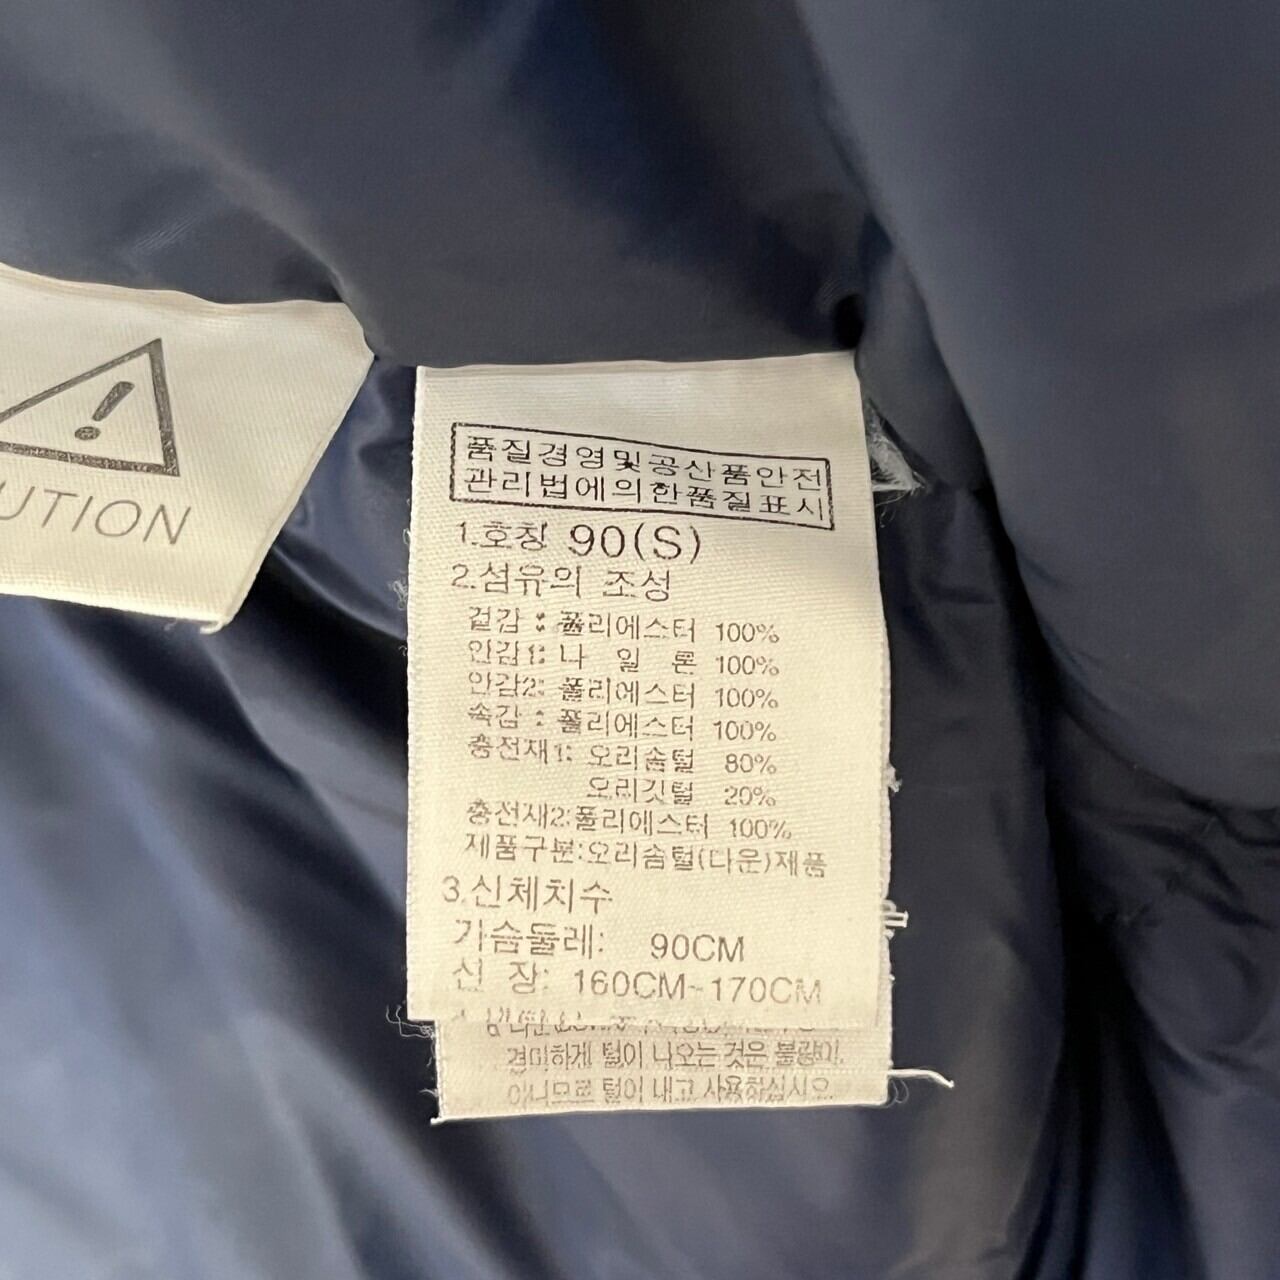 UTION
품질경영및공산품안전
관리법에의한품질표시
1.호칭 90(S)
2.섬유의 조성
겉감 : 폴리에스터 100%
안감1: 나 일 론 100%
안감2: 폴리에스터 100%
속감 : 폴리에스터 100%
충전재1: 오리솜털 80%
오리깃털 20%
충전재2:폴리에스터 100%
제품구분:오리솜털(다운)제품
3.신체치수
가슴둘레: 90CM
신 장: 160CM~170CM
경미하게 털이 나오는 것은 불량이
아니므로 털이 내고 사용하십시오.